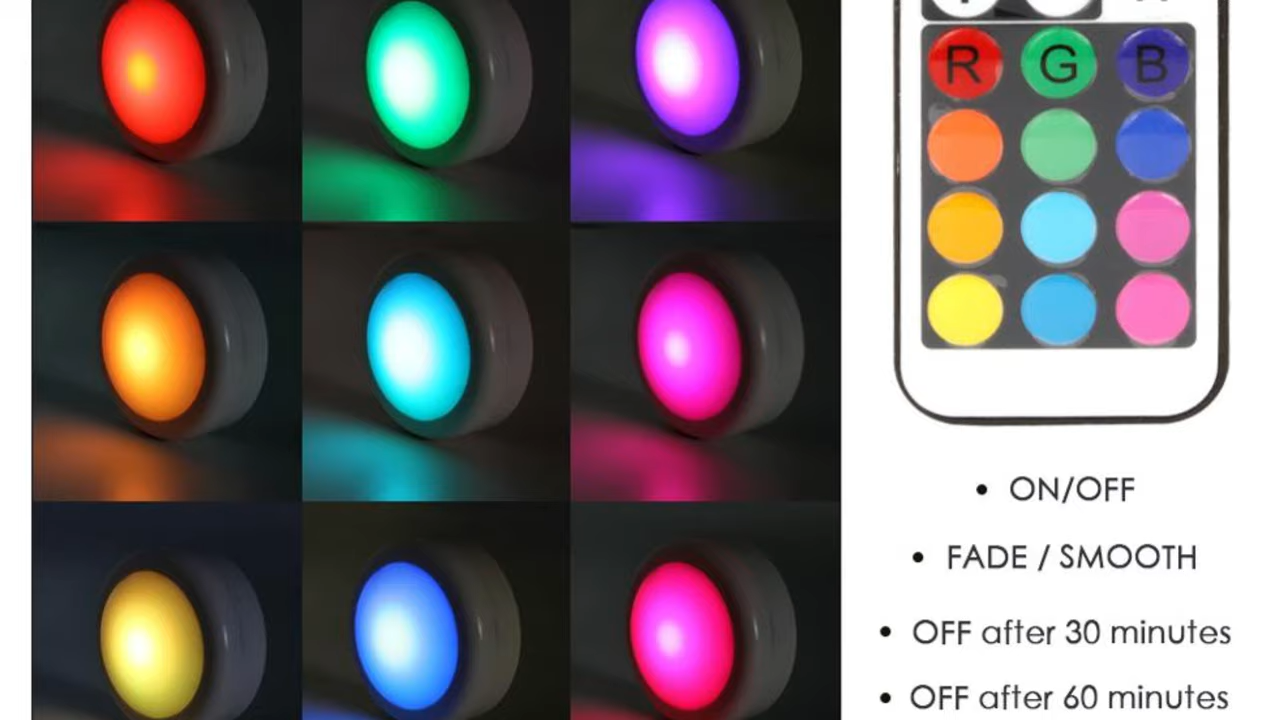 R G B
• ON/OFF
• FADE / SMOOTH
• OFF after 30 minutes
• OFF after 60 minutes